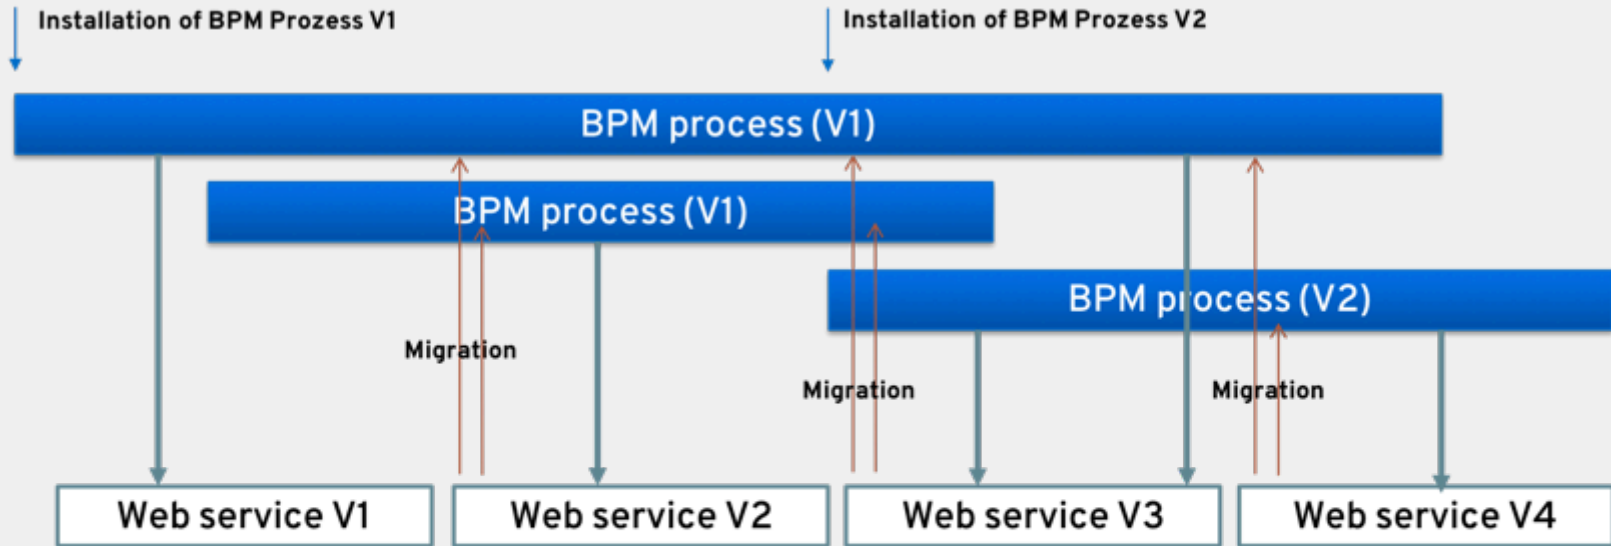 Installation of BPM Prozess V1
Installation of BPM Prozess V2
BPM process (V1)
BPM process (V1)
BPM process (V2)
Migration
Migration
Migration
Web service V1
Web service V2
Web service V3
Web service V4